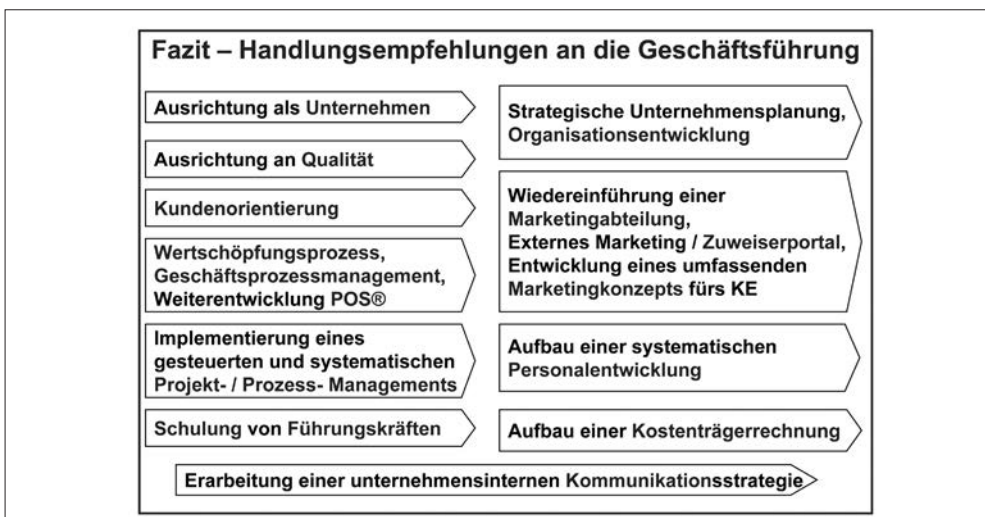 Fazit – Handlungsempfehlungen an die Geschäftsführung
Ausrichtung als Unternehmen
Ausrichtung an Qualität
Kundenorientierung
Wertschöpfungsprozess,
Geschäftsprozessmanagement,
Weiterentwicklung POS®
Implementierung eines
gesteuerten und systematischen
Projekt- / Prozess- Managements
Schulung von Führungskräften
Strategische Unternehmensplanung,
Organisationsentwicklung
Wiedereinführung einer
Marketingabteilung,
Externes Marketing / Zuweiserportal,
Entwicklung eines umfassenden
Marketingkonzepts fürs KE
Aufbau einer systematischen
Personalentwicklung
Aufbau einer Kostenträgerrechnung
Erarbeitung einer unternehmensinternen Kommunikationsstrategie